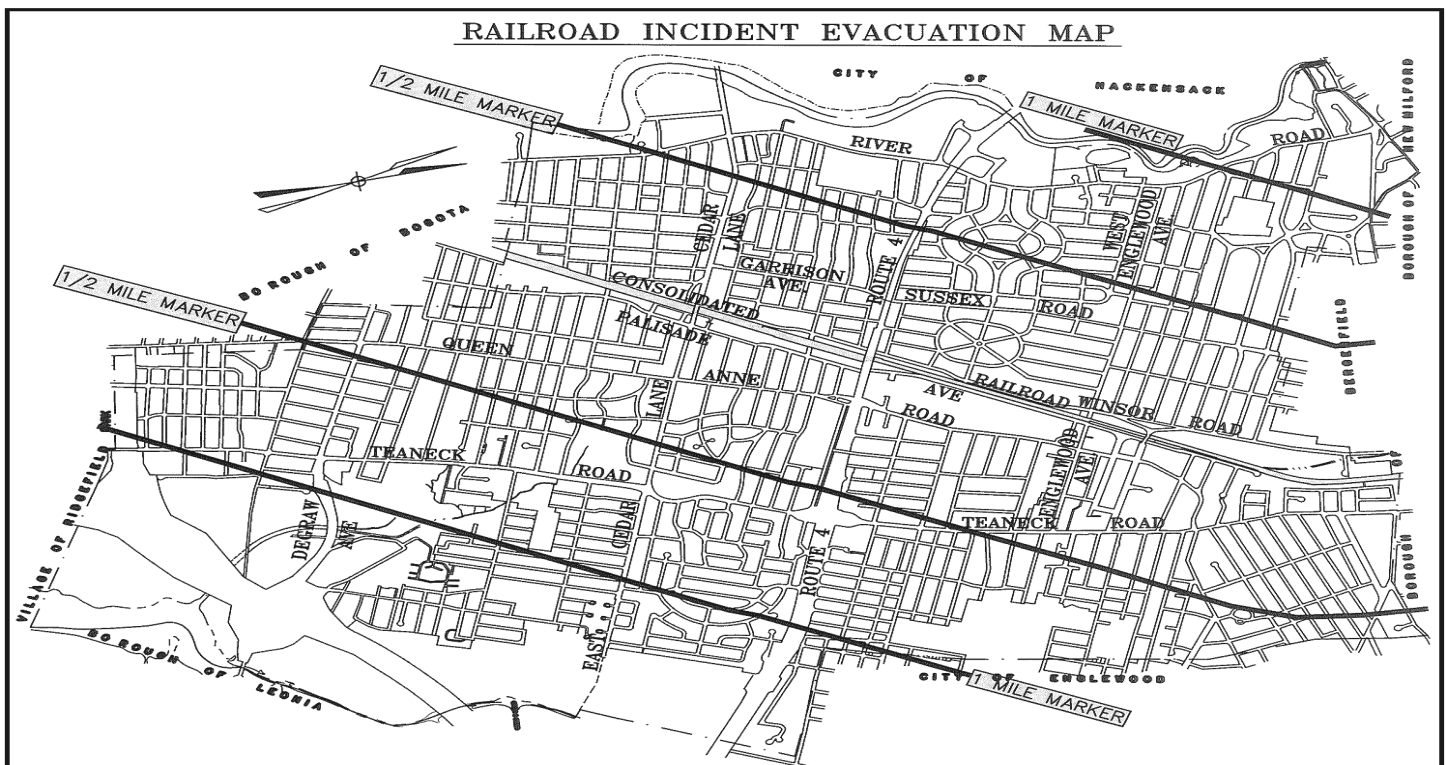 RAILROAD INCIDENT EVACUATION MAP
CITY OF HACKENSACK
1/2 MILE MARKER
1 MILE MARKER
BOROUGH OF NEW MILFORD
RIVER
ROAD
BOROUGH OF BOGOTA
CEDAR
LANE
WEST
ENGLEWOOD
AVE.
GARRISON
AVE.
ROUTE 4
SUSSEX ROAD
1/2 MILE MARKER
CONSOLIDATED
PALISADE
RAILROAD
AVE
WINSOR ROAD
QUEEN
ANNE
ROAD
LANE
BOROUGH OF
BERGENFIELD
TEANECK
ROAD
ENGLEWOOD
AVE
TEANECK ROAD
DEGRAW
AVE
CEDAR
EAST
ROUTE 4
VILLAGE OF RIDGEFIELD
BOROUGH OF LEONIA
CITY OF ENGLEWOOD
1 MILE MARKER